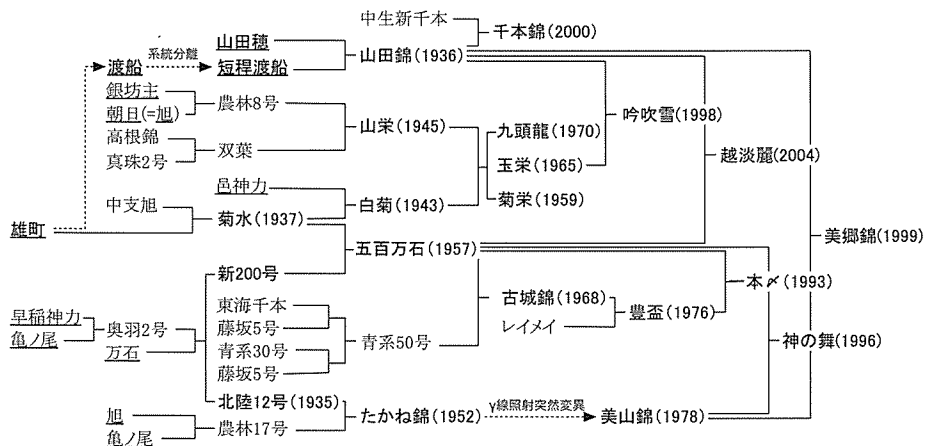 中生新千本
千本錦(2000)
山田穂
系統分離
山田錦(1936)
渡船
短稈渡船
銀坊主
農林8号
朝日(=旭)
山栄(1945)
吟吹雪(1998)
高根錦
双葉
真珠2号
九頭龍(1970)
玉栄(1965)
越淡麗(2004)
邑神力
白菊(1943)
菊栄(1959)
中支旭
菊水(1937)
雄町
美郷錦(1999)
五百万石(1957)
新200号
本〆(1993)
東海千本
古城錦(1968)
豊盃(1976)
早稲神力
奥羽2号
藤坂5号
青系50号
レイメイ
亀ノ尾
万石
青系30号
神の舞(1996)
藤坂5号
北陸12号(1935)
たかね錦(1952)
γ線照射突然変異
美山錦(1978)
旭
農林17号
亀ノ尾